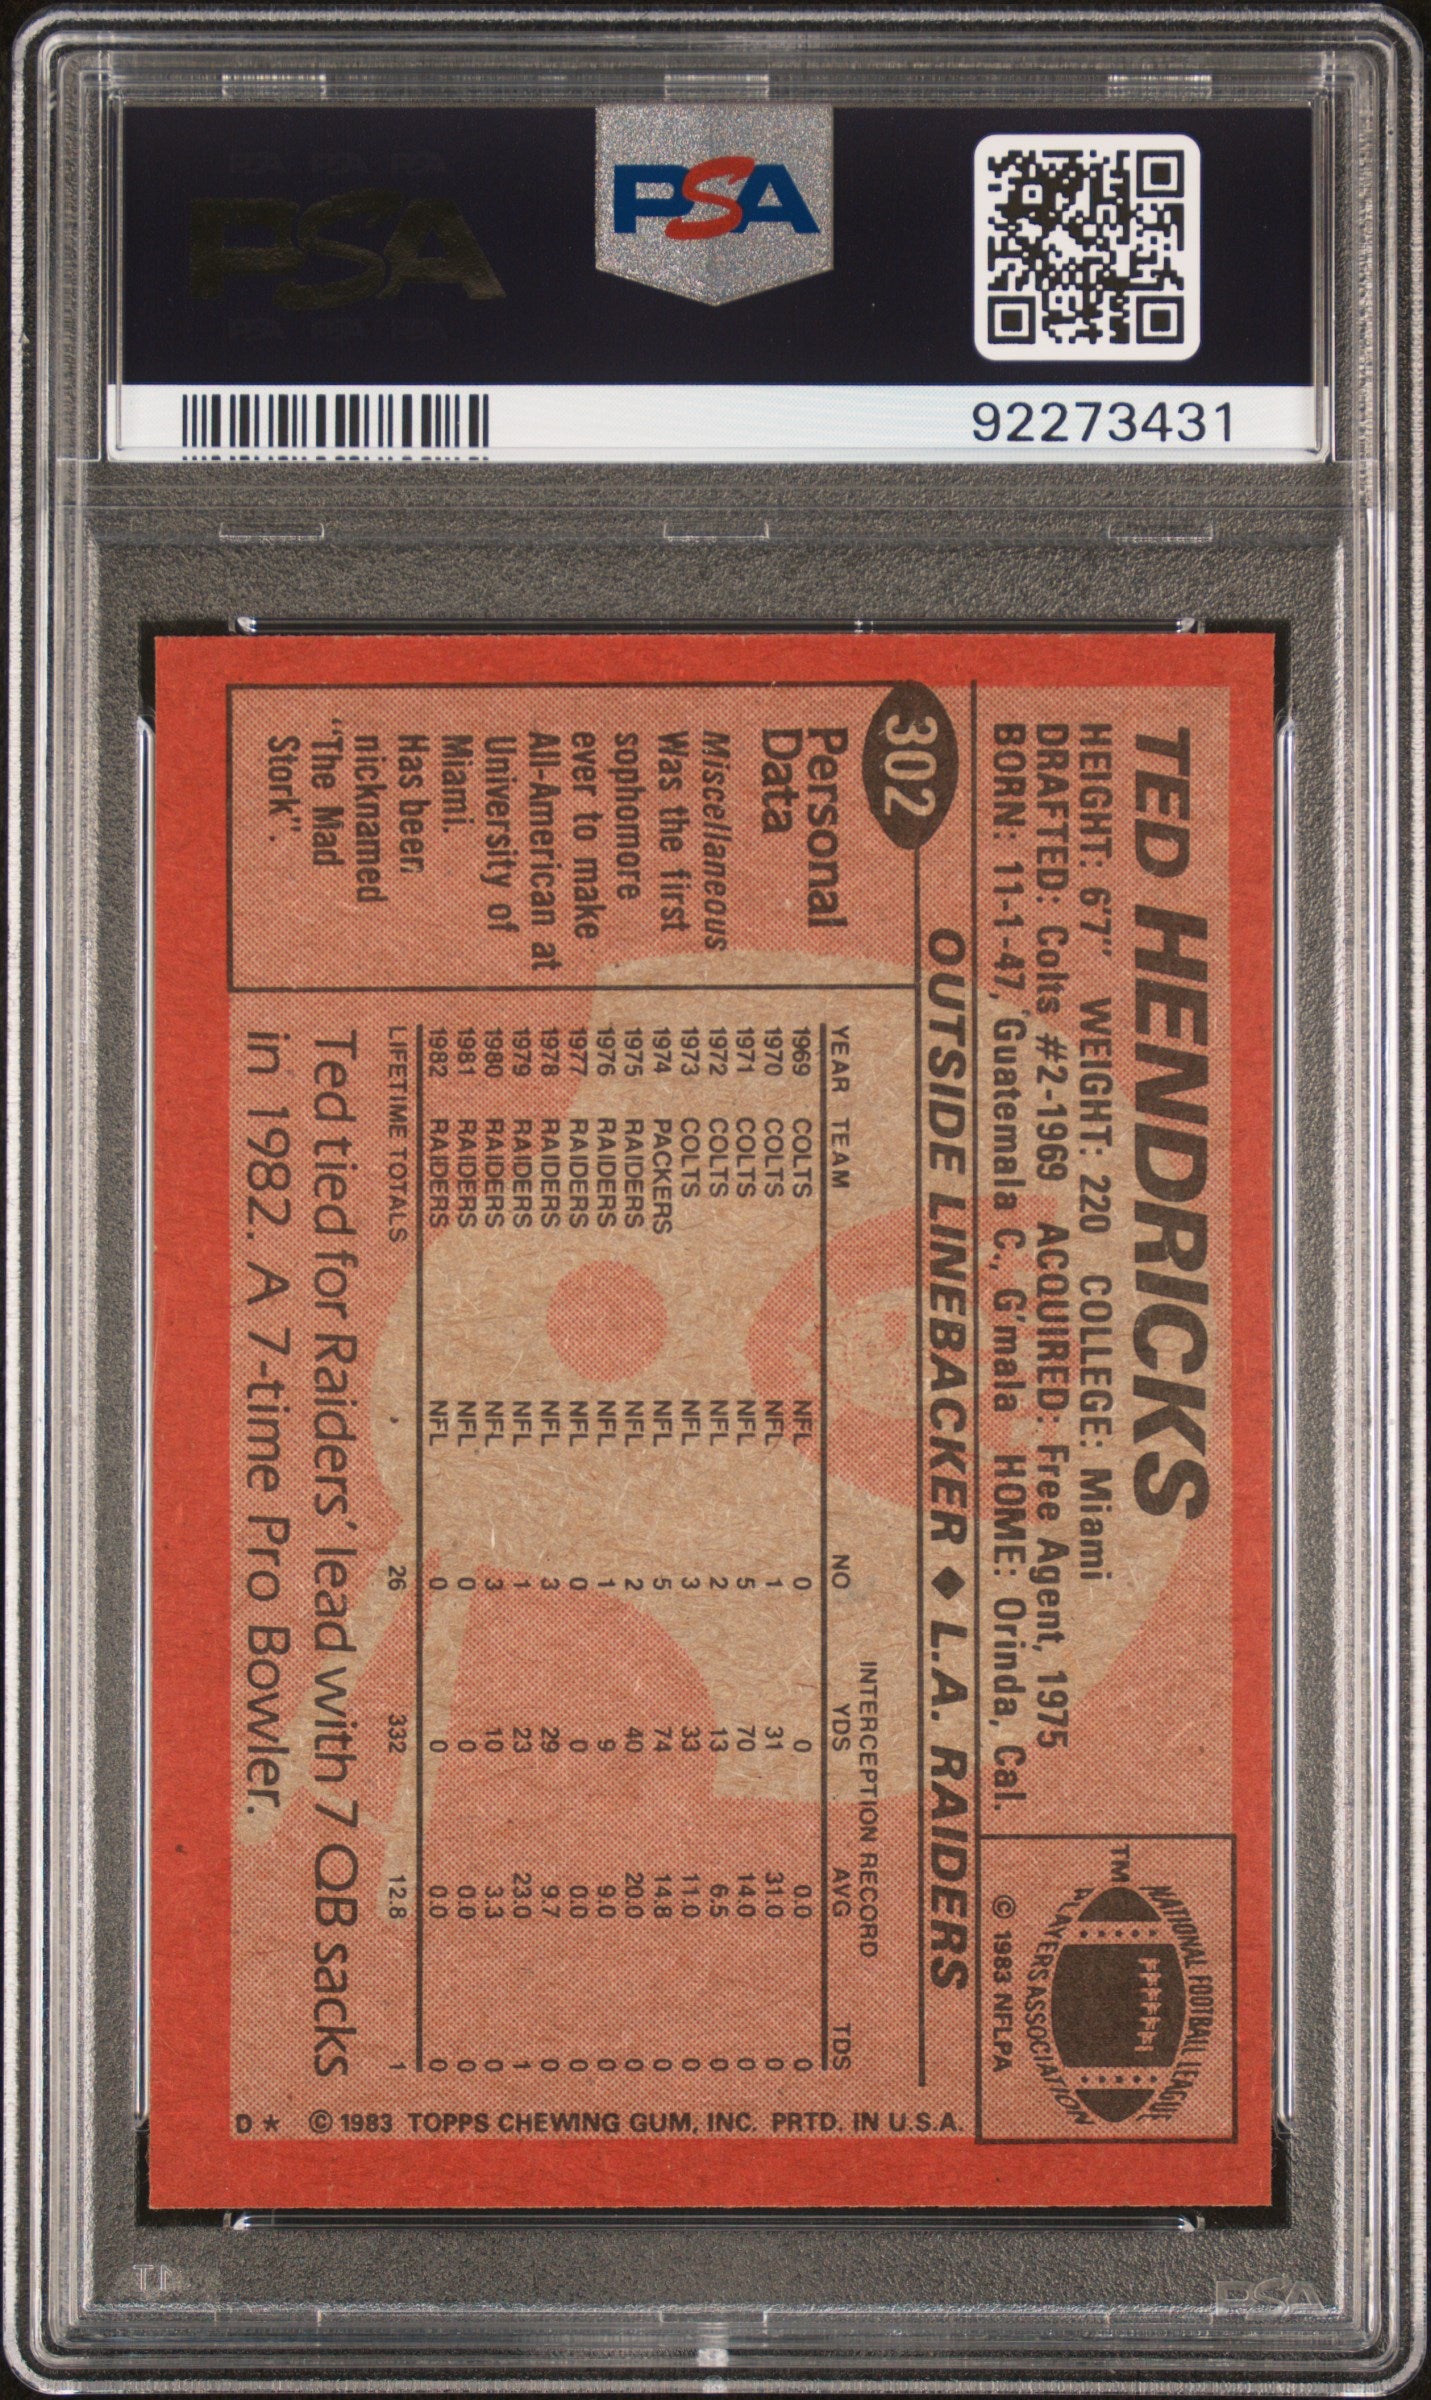 PSA
PSA
92273431
TED HENDRICKS
HEIGHT: 6'7" WEIGHT: 220 COLLEGE: Miami
DRAFTED: Colts #2-1969 ACQUIRED: Free Agent, 1975
BORN: 11-1-47, Guatemala C., G'mala HOME: Orinda, Cal.
NATIONAL FOOTBALL LEAGUE
PLAYERS ASSOCIATION
TM
© 1983 NFLPA
302
OUTSIDE LINEBACKER ◆ L.A. RAIDERS
Personal
Data
Miscellaneous
Was the first
sophomore
ever to make
All-American at
University of
Miami.
Has been
nicknamed
"The Mad
Stork".
INTERCEPTION RECORD
YEAR TEAM NO YDS AVG TDS
1969 COLTS NFL 0 0 0.0 0
1970 COLTS NFL 1 31 31.0 0
1971 COLTS NFL 5 70 14.0 0
1972 COLTS NFL 2 13 6.5 0
1973 COLTS NFL 3 33 11.0 0
1974 PACKERS NFL 5 74 14.8 0
1975 RAIDERS NFL 2 40 20.0 0
1976 RAIDERS NFL 1 9 9.0 0
1977 RAIDERS NFL 0 0 0.0 0
1978 RAIDERS NFL 3 29 9.7 0
1979 RAIDERS NFL 1 23 23.0 1
1980 RAIDERS NFL 3 10 3.3 0
1981 RAIDERS NFL 0 0 0.0 0
1982 RAIDERS NFL 0 0 0.0 0
LIFETIME TOTALS 26 332 12.8 1
Ted tied for Raiders' lead with 7 QB sacks
in 1982. A 7-time Pro Bowler.
D* © 1983 TOPPS CHEWING GUM, INC. PRTD. IN U.S.A.
PSA